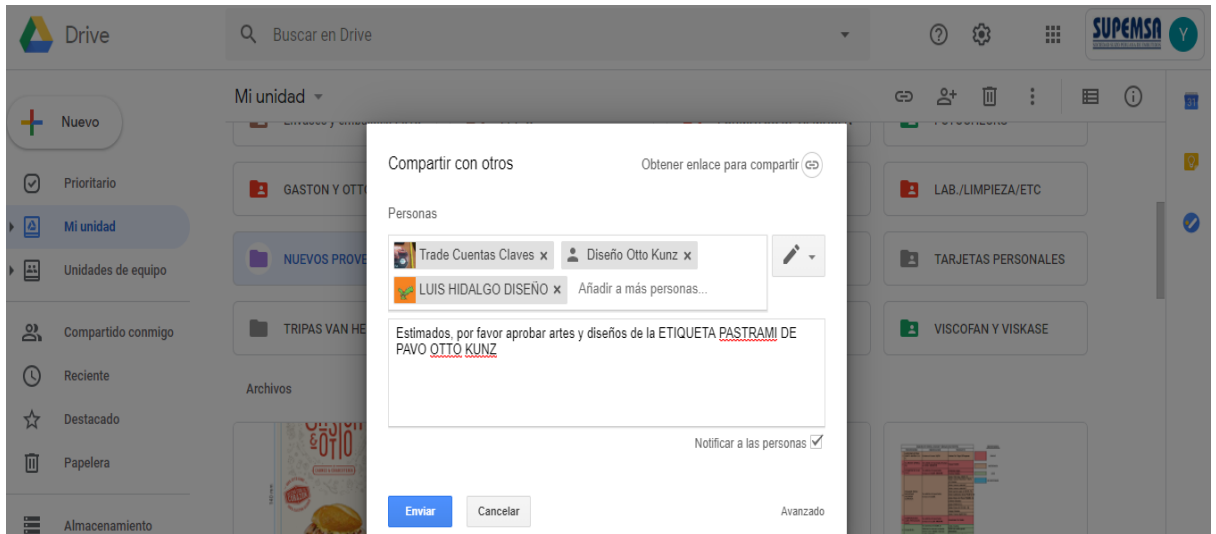 Drive
Buscar en Drive
SUPEMSA
Y
Mi unidad
Nuevo
Prioritario
Mi unidad
Unidades de equipo
Compartido conmigo
Reciente
Destacado
Papelera
Almacenamiento
GASTON Y OTT
LAB./LIMPIEZA/ETC
NUEVOS PROVE
TARJETAS PERSONALES
TRIPAS VAN HE
VISCOFAN Y VISKASE
Archivos
Compartir con otros
Obtener enlace para compartir
Personas
Trade Cuentas Claves × Diseño Otto Kunz ×
LUIS HIDALGO DISEÑO × Añadir a más personas...
Estimados, por favor aprobar artes y diseños de la ETIQUETA PASTRAMI DE
PAVO OTTO KUNZ
Notificar a las personas
Enviar
Cancelar
Avanzado
31
& OTTO